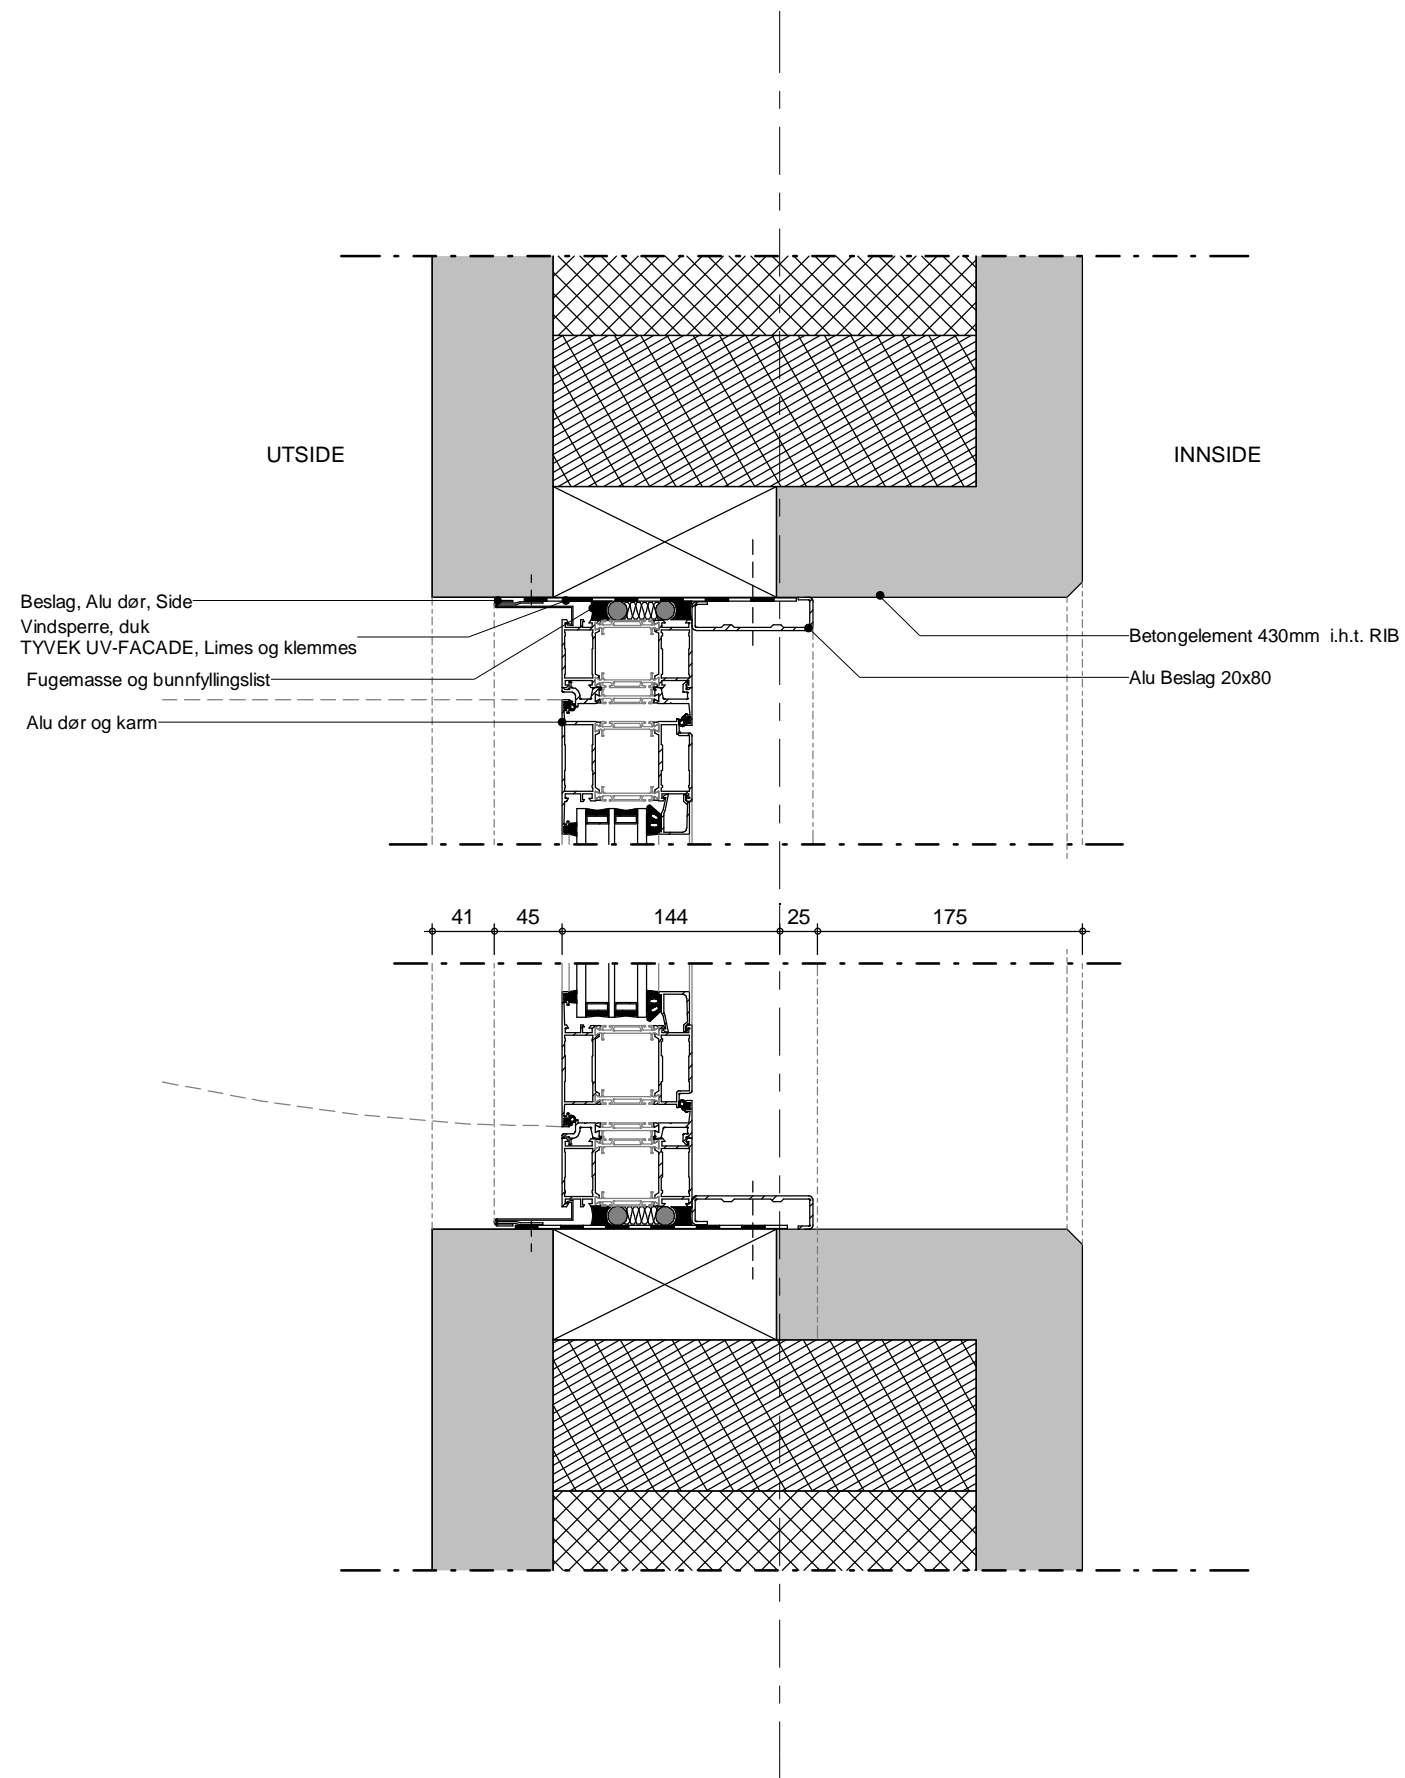 UTSIDE
INNSIDE
Beslag, Alu dør, Side
Vindsperre, duk
TYVEK UV-FACADE, Limes og klemmes
Fugemasse og bunnfyllingslist
Alu dør og karm
Betongelement 430mm i.h.t. RIB
Alu Beslag 20x80
41 45 144 25 175